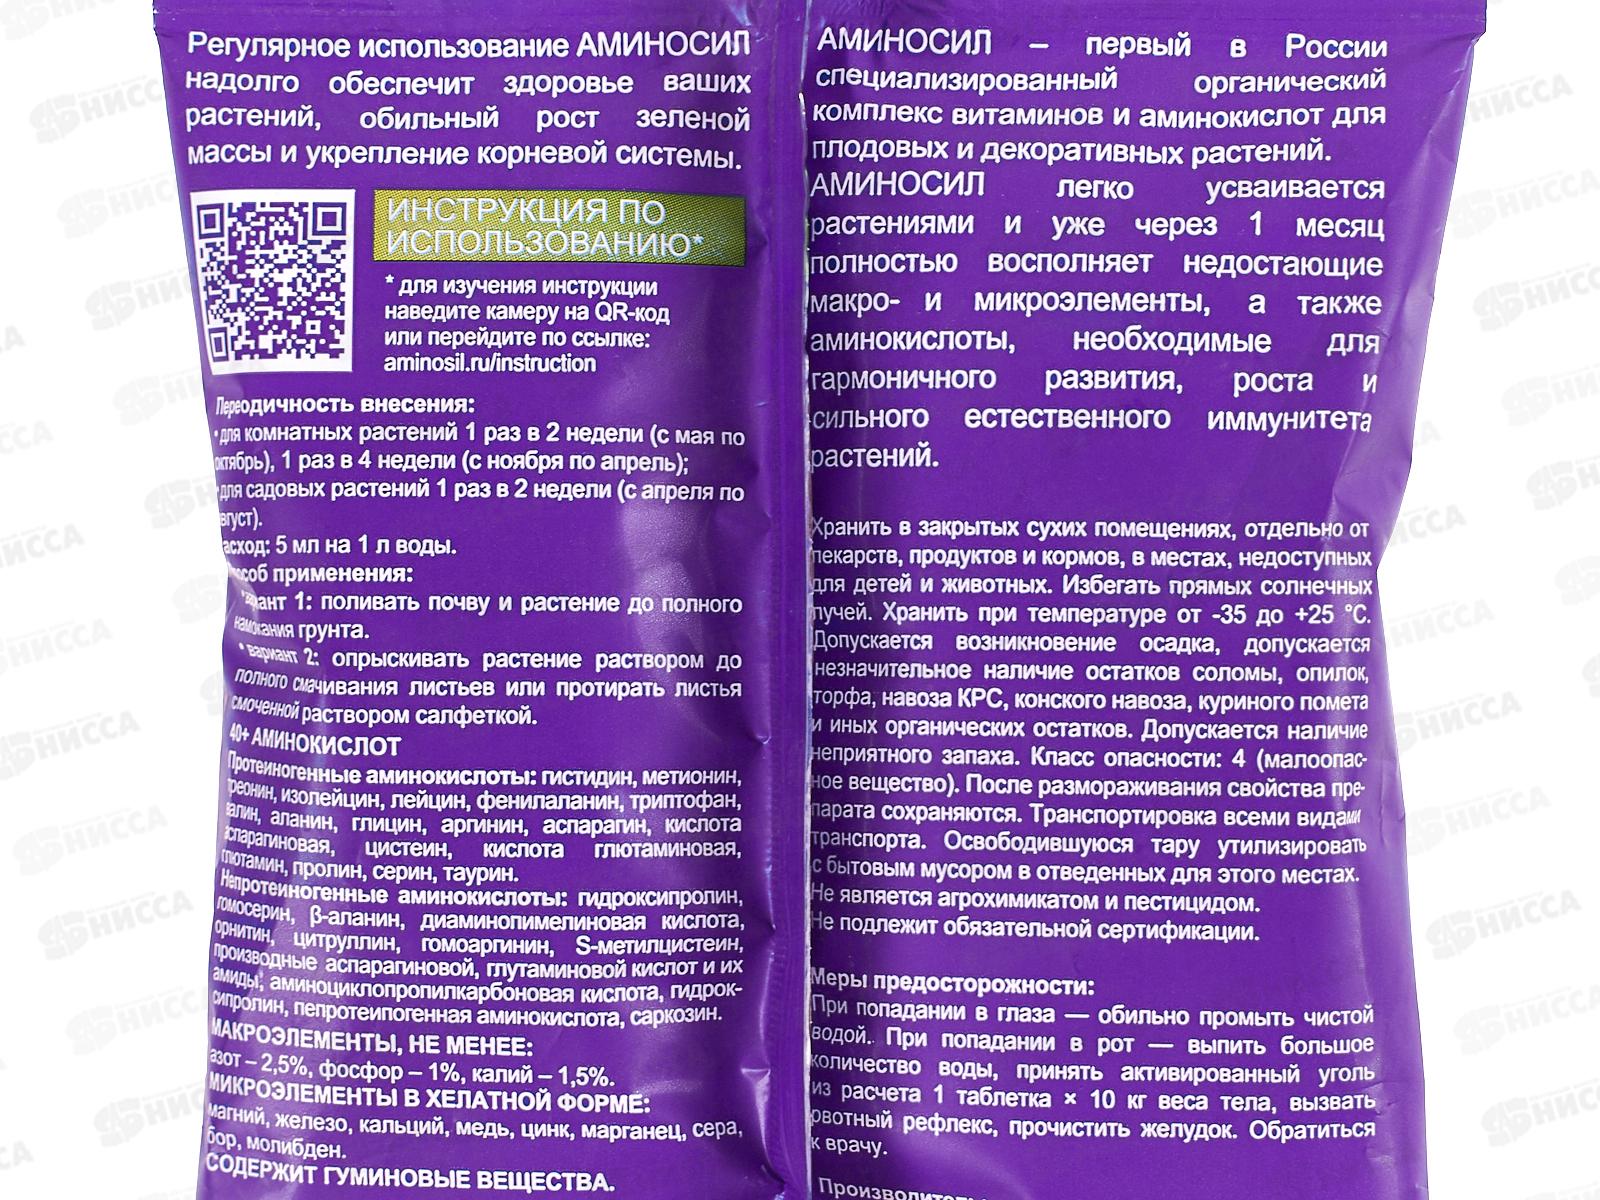 Регулярное использование АМИНОСИЛ
надолго обеспечит здоровье ваших
растений, обильный рост зеленой
массы и укрепление корневой системы.
ИНСТРУКЦИЯ ПО
ИСПОЛЬЗОВАНИЮ*
* для изучения инструкции
наведите камеру на QR-код
или перейдите по ссылке:
aminosil.ru/instruction
Переодичность внесения:
• для комнатных растений 1 раз в 2 недели (с мая по
октябрь), 1 раз в 4 недели (с ноября по апрель);
• для садовых растений 1 раз в 2 недели (с апреля по
август).
асход: 5 мл на 1 л воды.
особ применения:
• вариант 1: поливать почву и растение до полного
намокания грунта.
• вариант 2: опрыскивать растение раствором до
полного смачивания листьев или протирать листья
смоченной раствором салфеткой.
40+ АМИНОКИСЛОТ
Протеиногенные аминокислоты: гистидин, метионин,
треонин, изолейцин, лейцин, фенилаланин, триптофан,
валин, аланин, глицин, аргинин, аспарагин, кислота
аспарагиновая, цистеин, кислота глютаминовая,
глютамин, пролин, серин, таурин.
Непротеиногенные аминокислоты: гидроксипролин,
гомосерин, β-аланин, диаминопимелиновая кислота,
орнитин, цитруллин, гомоаргинин, S-метилцистеин,
производные аспарагиновой, глутаминовой кислот и их
амиды, аминоциклопропилкарбоновая кислота, гидрок-
сипролин, пепротеипогенная аминокислота, саркозин.
МАКРОЭЛЕМЕНТЫ, НЕ МЕНЕЕ:
азот – 2,5%, фосфор – 1%, калий – 1,5%.
МИКРОЭЛЕМЕНТЫ В ХЕЛАТНОЙ ФОРМЕ:
магний, железо, кальций, медь, цинк, марганец, сера,
бор, молибден.
СОДЕРЖИТ ГУМИНОВЫЕ ВЕЩЕСТВА.
АМИНОСИЛ – первый в России
специализированный органический
комплекс витаминов и аминокислот для
плодовых и декоративных растений.
АМИНОСИЛ легко усваивается
растениями и уже через 1 месяц
полностью восполняет недостающие
макро- и микроэлементы, а также
аминокислоты, необходимые для
гармоничного развития, роста и
сильного естественного иммунитета
растений.
Хранить в закрытых сухих помещениях, отдельно от
лекарств, продуктов и кормов, в местах, недоступных
для детей и животных. Избегать прямых солнечных
лучей. Хранить при температуре от -35 до +25 °С.
Допускается возникновение осадка, допускается
незначительное наличие остатков соломы, опилок,
торфа, навоза КРС, конского навоза, куриного помета
и иных органических остатков. Допускается наличие
неприятного запаха. Класс опасности: 4 (малоопас-
ное вещество). После размораживания свойства пре-
парата сохраняются. Транспортировка всеми видами
транспорта. Освободившуюся тару утилизировать
с бытовым мусором в отведенных для этого местах.
Не является агрохимикатом и пестицидом.
Не подлежит обязательной сертификации.
Меры предосторожности:
При попадании в глаза — обильно промыть чистой
водой. При попадании в рот — выпить большое
количество воды, принять активированный уголь
из расчета 1 таблетка × 10 кг веса тела, вызвать
рвотный рефлекс, прочистить желудок. Обратиться
к врачу.
НИССА